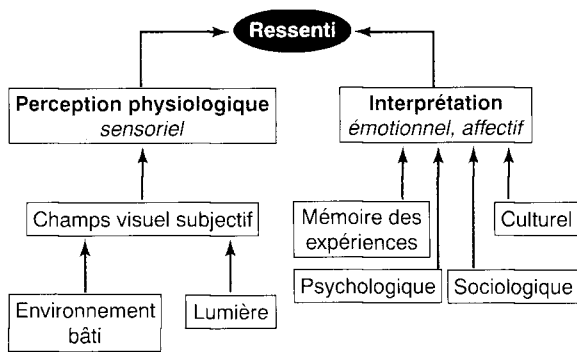 Ressenti
Perception physiologique
sensoriel
Interprétation
émotionnel, affectif
Champs visuel subjectif
Mémoire des
expériences
Culturel
Psychologique
Sociologique
Environnement
bâti
Lumière